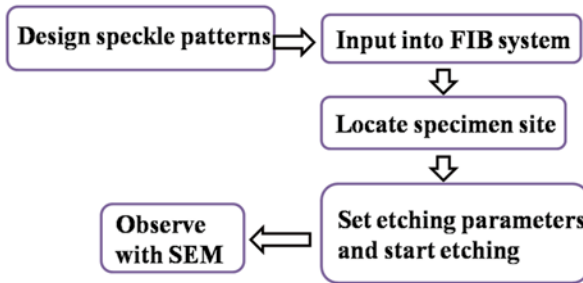 Design speckle patterns
Input into FIB system
Locate specimen site
Set etching parameters
and start etching
Observe
with SEM